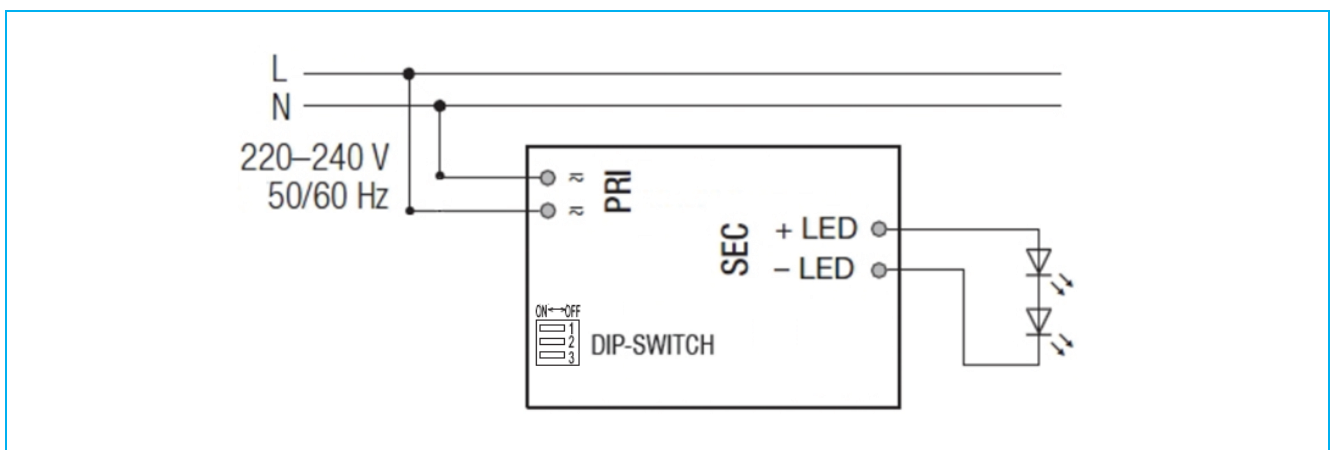 L
N
220–240 V
50/60 Hz
≂ PRI
≂
SEC
+ LED
– LED
ON↔OFF
1
2
3
DIP-SWITCH